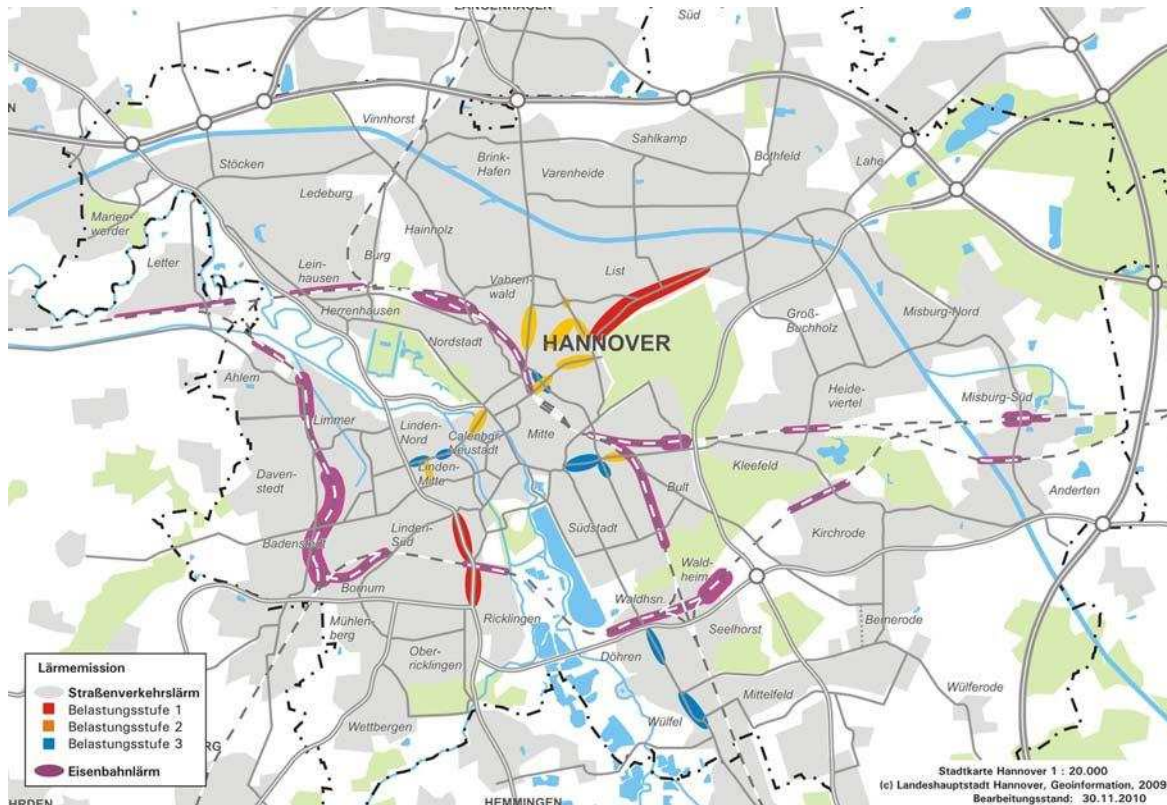 LANGENHAGEN
Süd
N
Vinnhorst
Sahlkamp
Stöcken
Brink-
Hafen
Varenheide
Bothfeld
Lahe
Ledeburg
Marien-
werder
Hainholz
Letter
Burg
Lein-
hausen
List
Vahren-
wald
Herrenhausen
Groß-
Buchholz
Misburg-Nord
HANNOVER
Nordstadt
Ahlem
Heide-
viertel
Misburg-Süd
Limmer
Linden-
Nord
Calenbgr.
Neustadt
Mitte
Linden-
Mitte
Kleefeld
Daven-
stedt
Bult
Anderten
Südstadt
Linden-
Süd
Badenstedt
Kirchrode
Wald-
heim
Bornum
Waldhsn.
Ricklingen
Mühlen-
berg
Seelhorst
Bemerode
Ober-
ricklingen
Döhren
Mittelfeld
Wülferode
Wülfel
Wettbergen
Lärmemission
Straßenverkehrslärm
Belastungsstufe 1
Belastungsstufe 2
Belastungsstufe 3
Eisenbahnlärm
RG
HRDEN
HEMMINGEN
Stadtkarte Hannover 1 : 20.000
(c) Landeshauptstadt Hannover, Geoinformation, 2009
Bearbeitungsstand: 30.11.2010